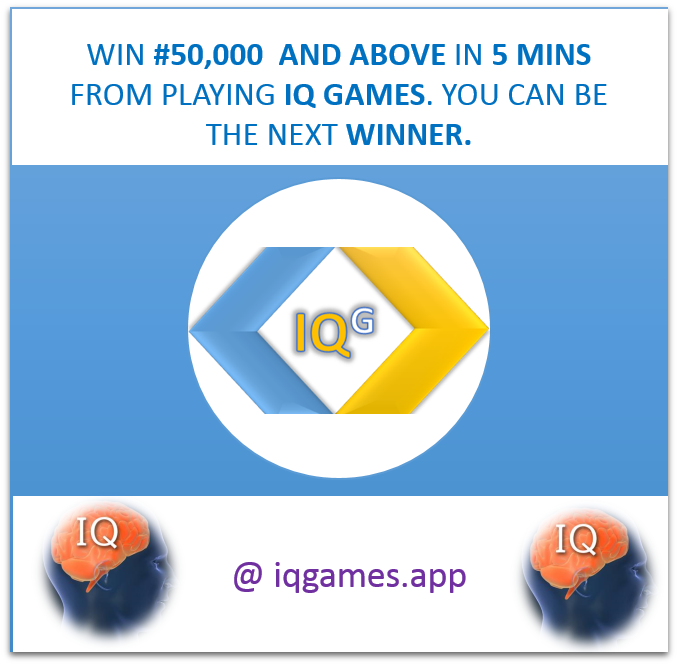 WIN #50,000 AND ABOVE IN 5 MINS
FROM PLAYING IQ GAMES. YOU CAN BE
THE NEXT WINNER.
IQG
IQ
IQ
@ iqgames.app